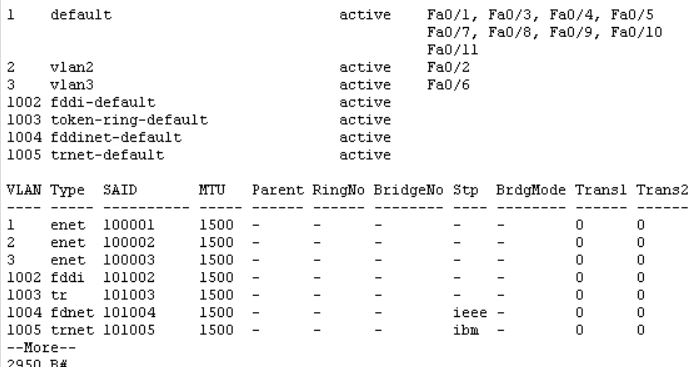 1    default                          active    Fa0/1, Fa0/3, Fa0/4, Fa0/5
                                                Fa0/7, Fa0/8, Fa0/9, Fa0/10
                                                Fa0/11
2    vlan2                            active    Fa0/2
3    vlan3                            active    Fa0/6
1002 fddi-default                     active
1003 token-ring-default               active
1004 fddinet-default                  active
1005 trnet-default                    active
VLAN Type  SAID       MTU   Parent RingNo BridgeNo Stp  BrdgMode Trans1 Trans2
---- ----- ---------- ----- ------ ------ -------- ---- -------- ------ ------
1    enet  100001     1500  -      -      -        -    -        0      0
2    enet  100002     1500  -      -      -        -    -        0      0
3    enet  100003     1500  -      -      -        -    -        0      0
1002 fddi  101002     1500  -      -      -        -    -        0      0
1003 tr    101003     1500  -      -      -        -    -        0      0
1004 fdnet 101004     1500  -      -      -        ieee -        0      0
1005 trnet 101005     1500  -      -      -        ibm  -        0      0
--More--
2950 B#